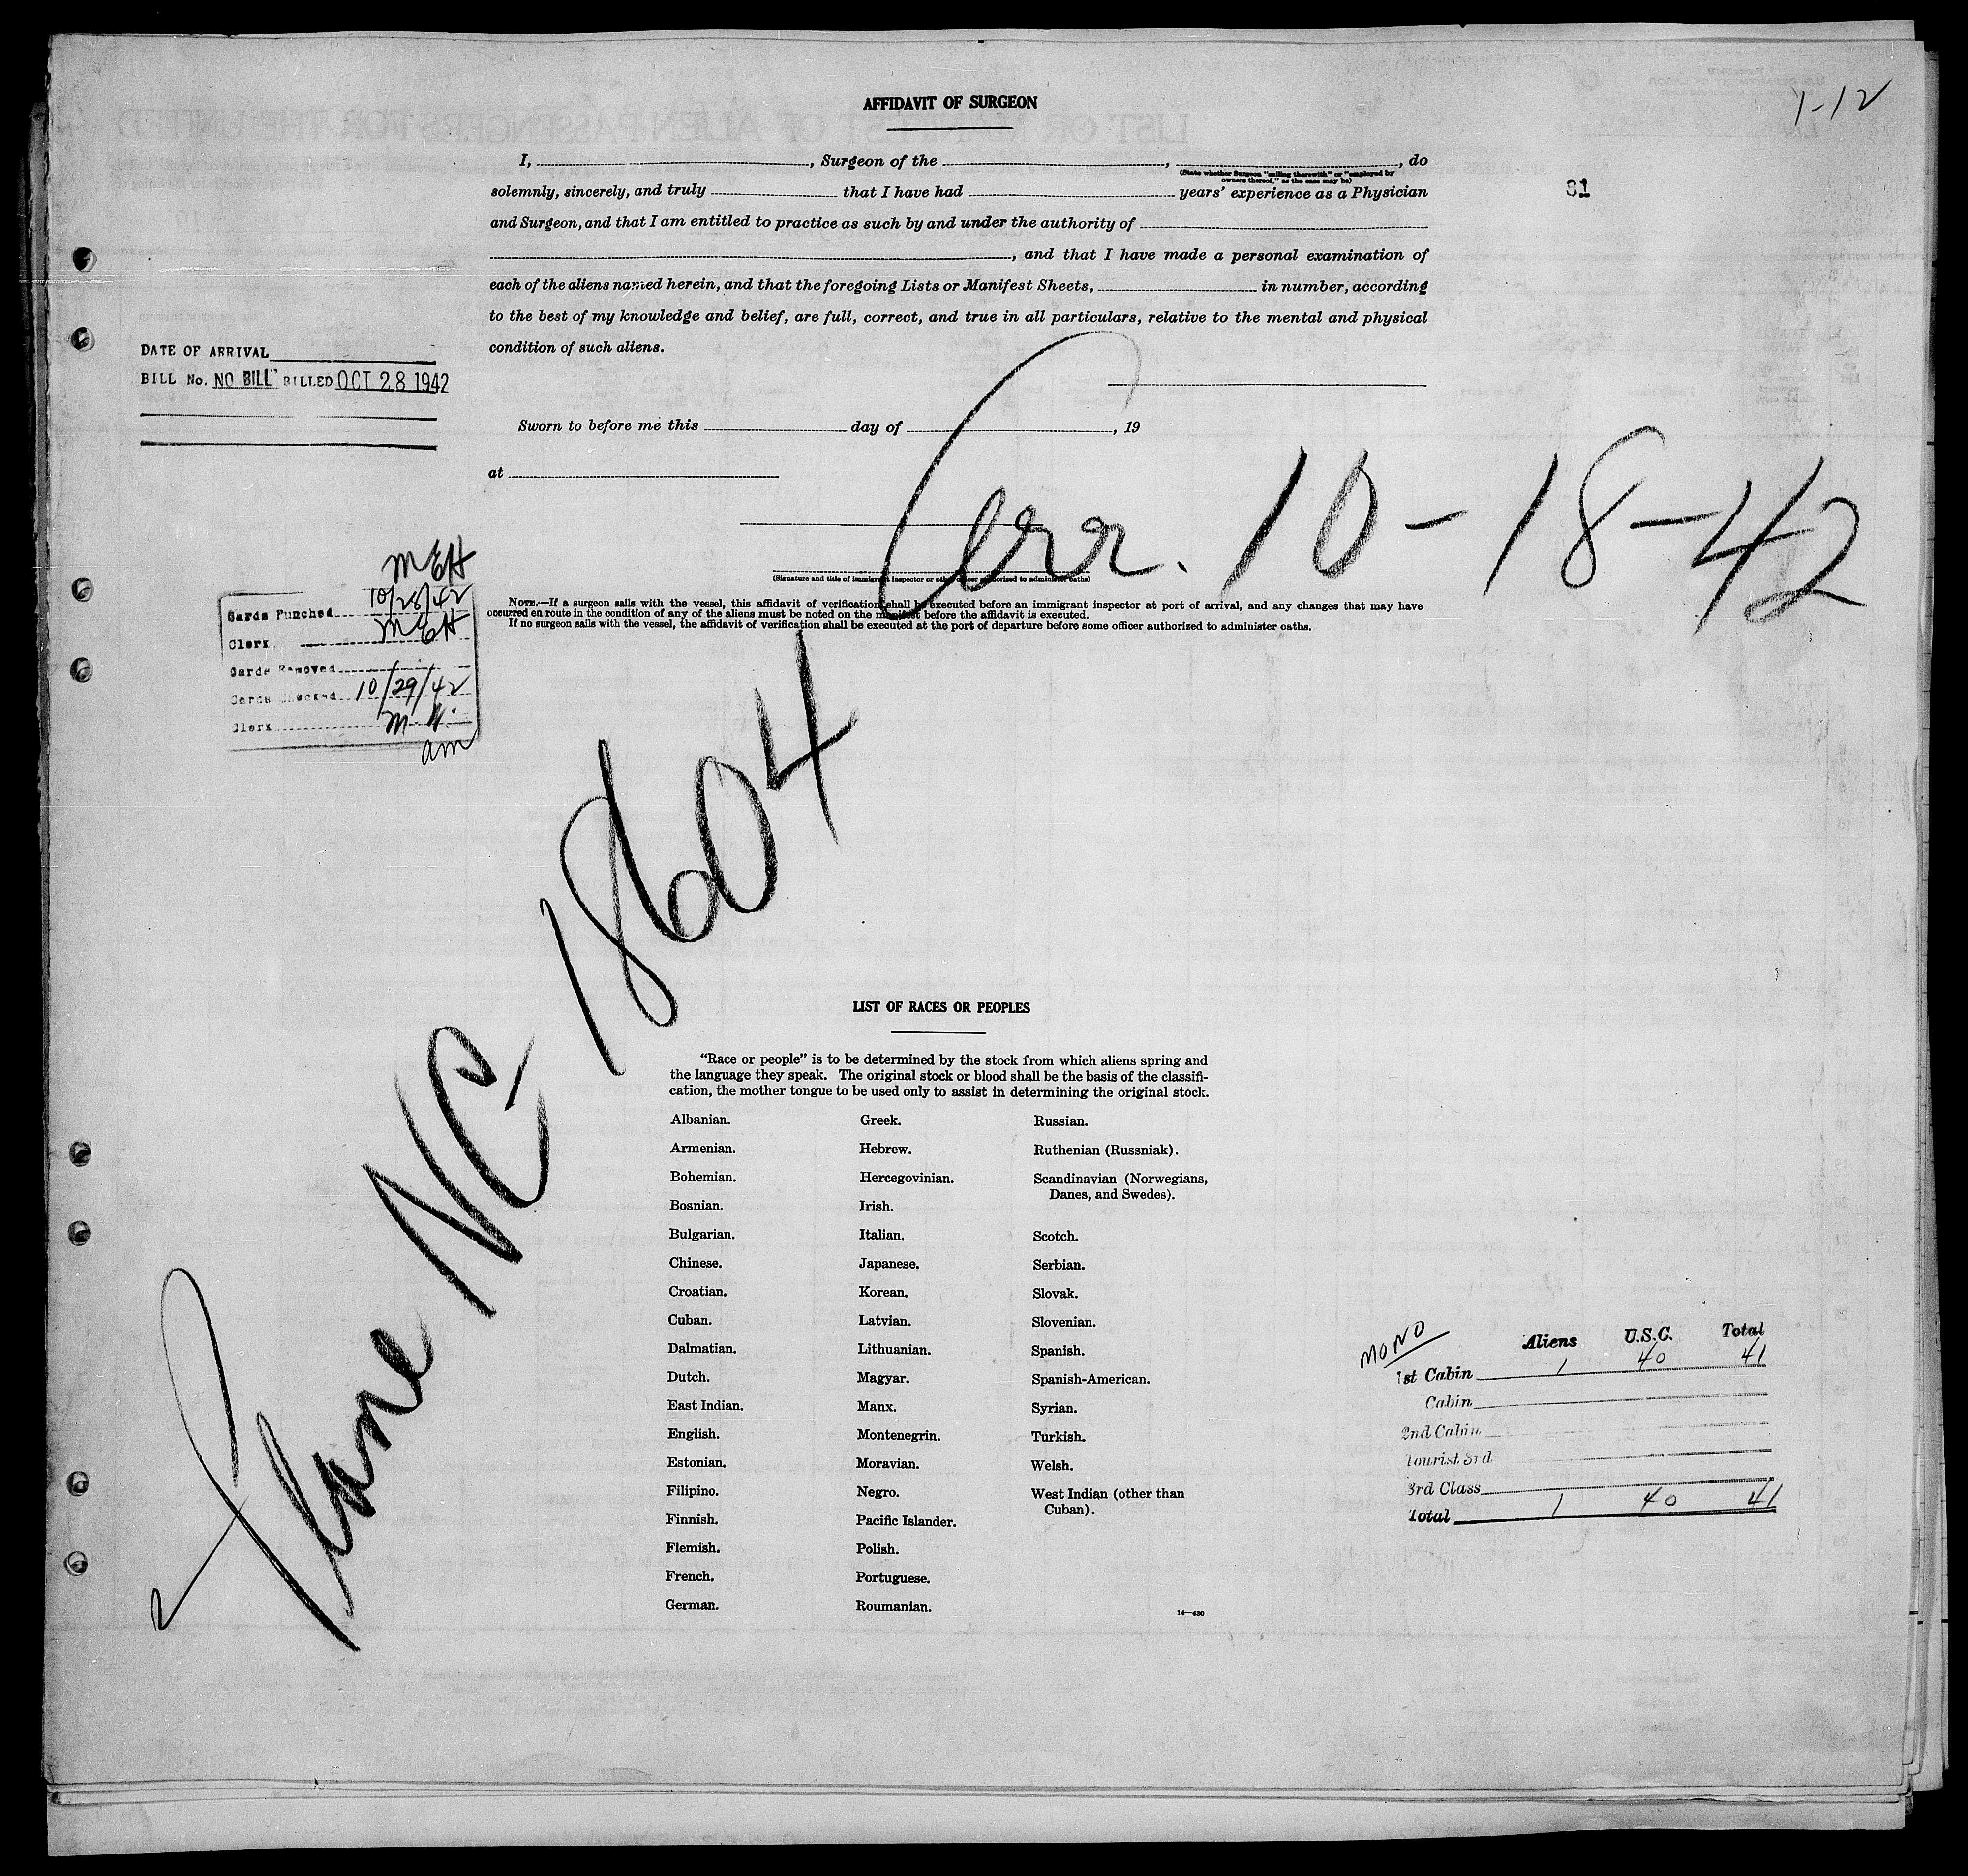 AFFIDAVIT OF SURGEON
1-12
81
I, , Surgeon of the , , do
(State whether Surgeon "sailing therewith" or "employed by
owners thereof," as the case may be)
solemnly, sincerely, and truly that I have had years' experience as a Physician
and Surgeon, and that I am entitled to practice as such by and under the authority of
, and that I have made a personal examination of
each of the aliens named herein, and that the foregoing Lists or Manifest Sheets, in number, according
to the best of my knowledge and belief, are full, correct, and true in all particulars, relative to the mental and physical
condition of such aliens.
DATE OF ARRIVAL
BILL No. NO BILL BILLED OCT 28 1942
Sworn to before me this day of , 19
at
Arr. 10-18-42
(Signature and title of immigrant inspector or other officer authorized to administer oaths)
NOTE.—If a surgeon sails with the vessel, this affidavit of verification shall be executed before an immigrant inspector at port of arrival, and any changes that may have
occurred en route in the condition of any of the aliens must be noted on the manifest before the affidavit is executed.
If no surgeon sails with the vessel, the affidavit of verification shall be executed at the port of departure before some officer authorized to administer oaths.
MEH
Cards Punched 10/28/42
Clerk MEH
Cards Removed
Cards Checked 10/29/42
Clerk M.H.
am
Plane NC 18604
LIST OF RACES OR PEOPLES
"Race or people" is to be determined by the stock from which aliens spring and
the language they speak. The original stock or blood shall be the basis of the classifi-
cation, the mother tongue to be used only to assist in determining the original stock.
Albanian.
Armenian.
Bohemian.
Bosnian.
Bulgarian.
Chinese.
Croatian.
Cuban.
Dalmatian.
Dutch.
East Indian.
English.
Estonian.
Filipino.
Finnish.
Flemish.
French.
German.
Greek.
Hebrew.
Hercegovinian.
Irish.
Italian.
Japanese.
Korean.
Latvian.
Lithuanian.
Magyar.
Manx.
Montenegrin.
Moravian.
Negro.
Pacific Islander.
Polish.
Portuguese.
Roumanian.
Russian.
Ruthenian (Russniak).
Scandinavian (Norwegians,
Danes, and Swedes).
Scotch.
Serbian.
Slovak.
Slovenian.
Spanish.
Spanish-American.
Syrian.
Turkish.
Welsh.
West Indian (other than
Cuban).
14—430
MONO
Aliens U.S.C. Total
1st Cabin 1 40 41
Cabin
2nd Cabin
Tourist 3rd
3rd Class
Total 1 40 41